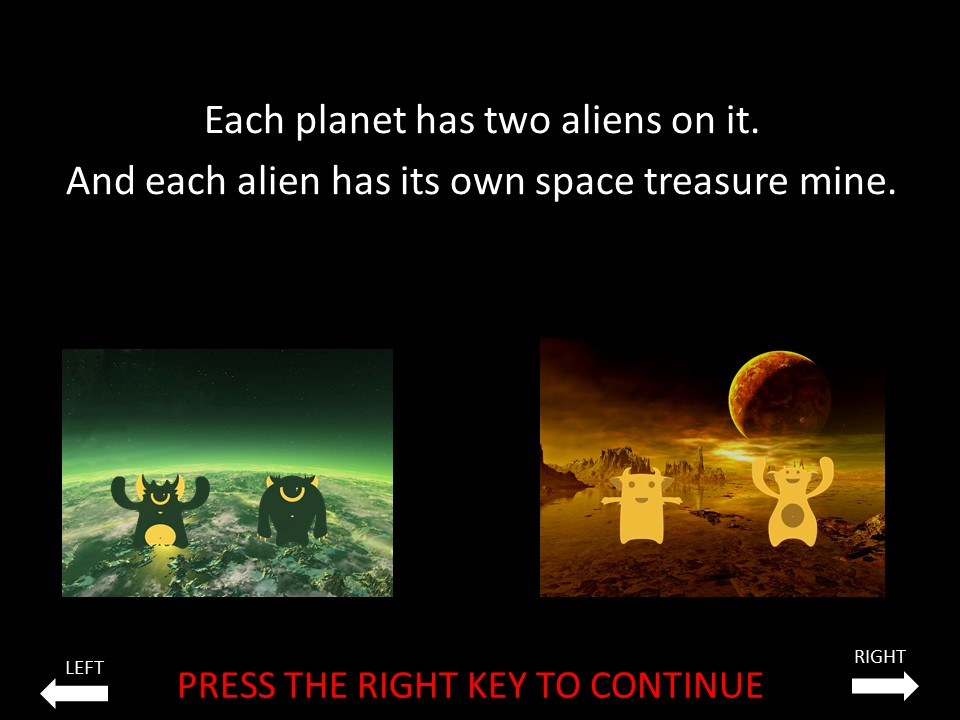 Each planet has two aliens on it.
And each alien has its own space treasure mine.
LEFT
PRESS THE RIGHT KEY TO CONTINUE
RIGHT